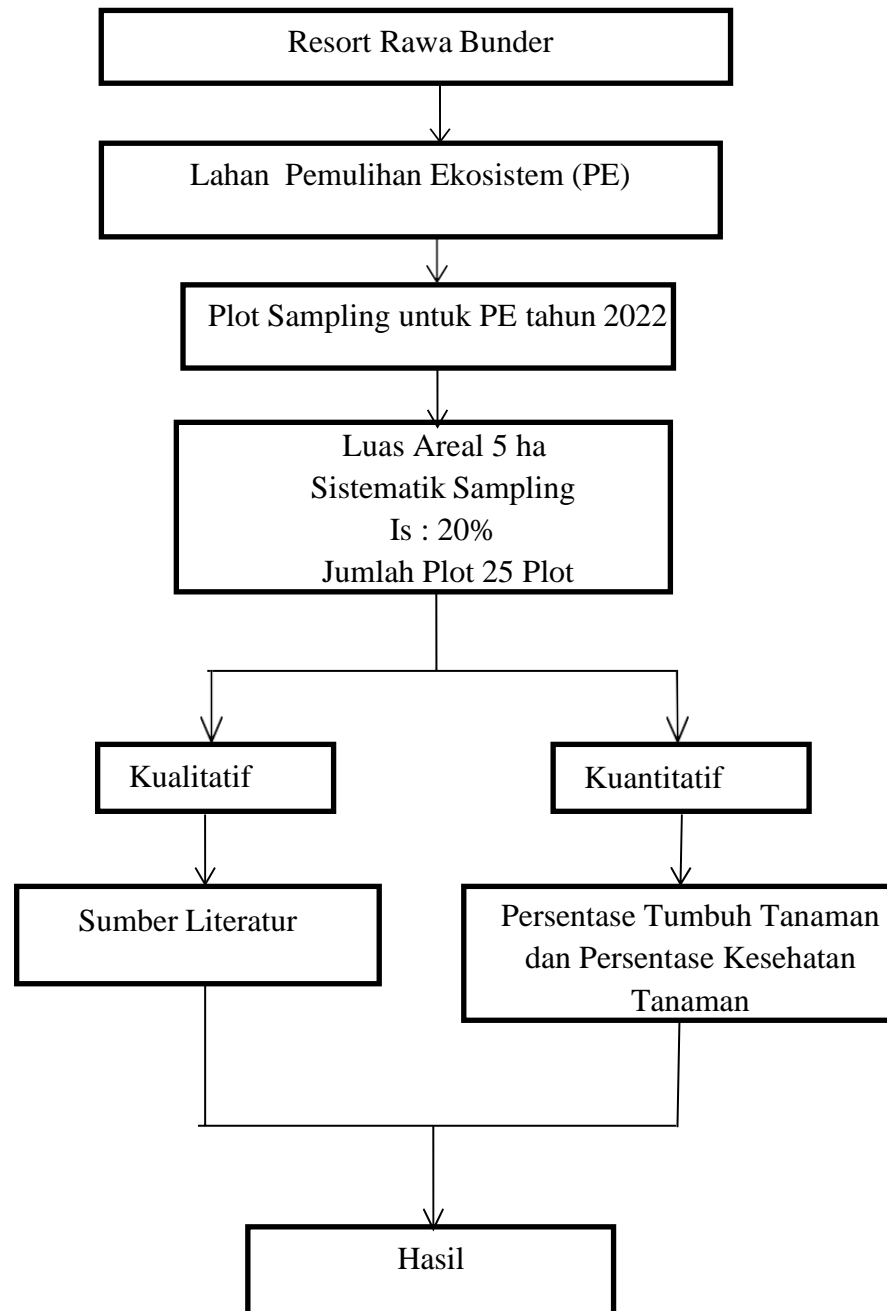 Resort Rawa Bunder
Lahan Pemulihan Ekosistem (PE)
Plot Sampling untuk PE tahun 2022
Luas Areal 5 ha
Sistematik Sampling
Is : 20%
Jumlah Plot 25 Plot
Kualitatif
Kuantitatif
Sumber Literatur
Persentase Tumbuh Tanaman
dan Persentase Kesehatan
Tanaman
Hasil